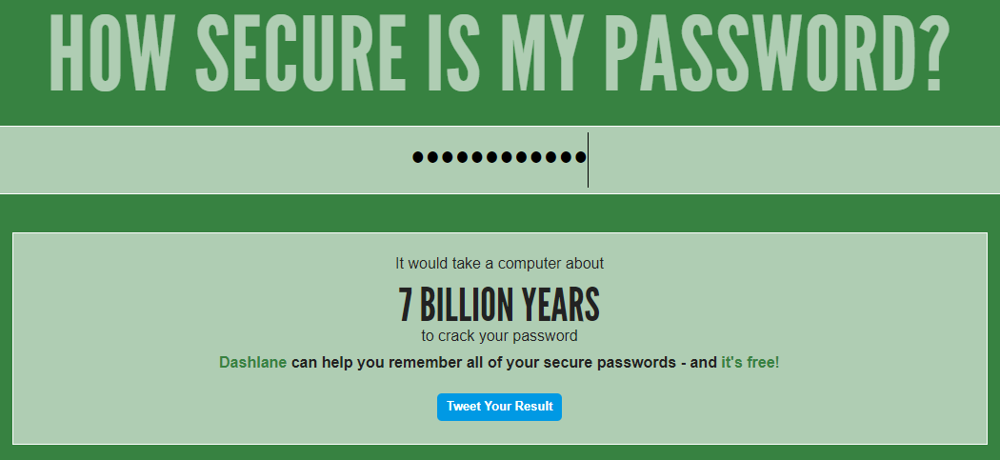 HOW SECURE IS MY PASSWORD?
••••••••••••
It would take a computer about
7 BILLION YEARS
to crack your password
Dashlane can help you remember all of your secure passwords - and it's free!
Tweet Your Result